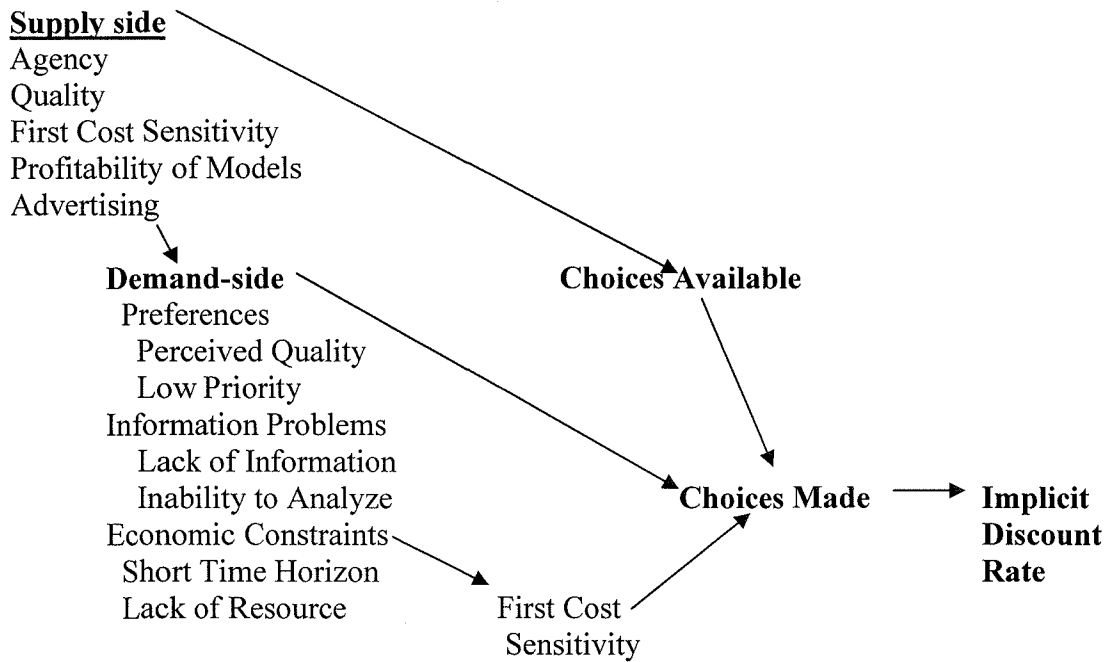 Supply side
Agency
Quality
First Cost Sensitivity
Profitability of Models
Advertising
Demand-side
Choices Available
Preferences
Perceived Quality
Low Priority
Information Problems
Lack of Information
Inability to Analyze
Choices Made
Implicit
Economic Constraints
Discount
Short Time Horizon
Rate
Lack of Resource
First Cost
Sensitivity